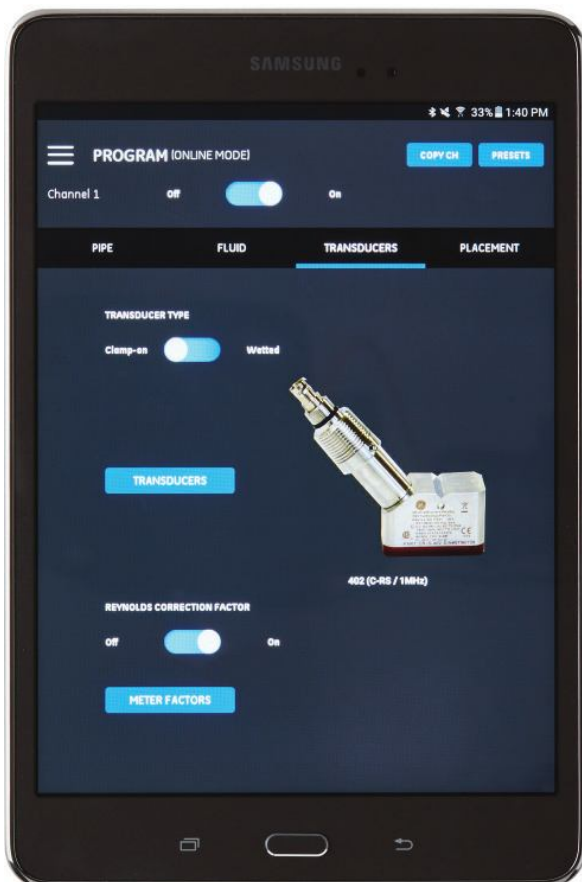 SAMSUNG
33% 1:40 PM
PROGRAM (ONLINE MODE)
COPY CH
PRESETS
Channel 1
Off
On
PIPE
FLUID
TRANSDUCERS
PLACEMENT
TRANSDUCER TYPE
Clamp-on
Wetted
TRANSDUCERS
402 (C-RS / 1MHz)
REYNOLDS CORRECTION FACTOR
Off
On
METER FACTORS